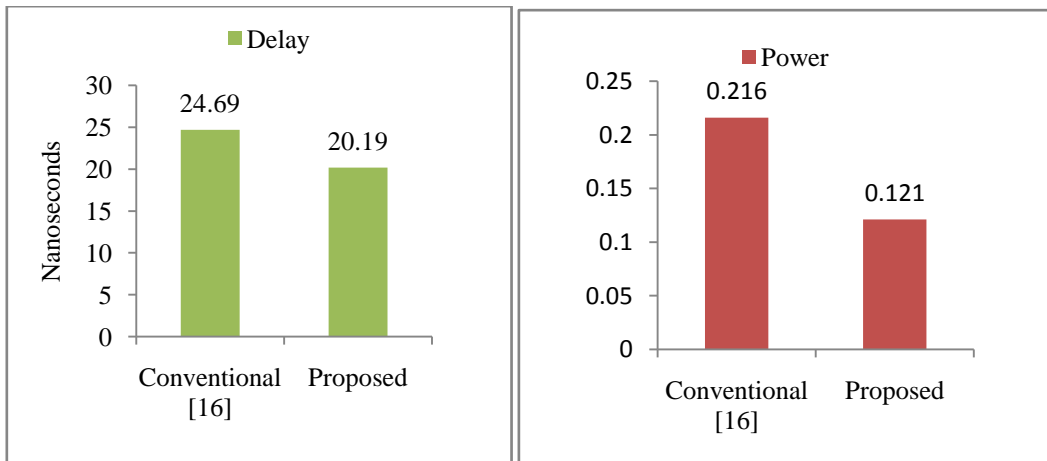 Delay
Nanoseconds
30
25
20
15
10
5
0
24.69
20.19
Conventional
[16]
Proposed
Power
0.25
0.2
0.15
0.1
0.05
0
0.216
0.121
Conventional
[16]
Proposed